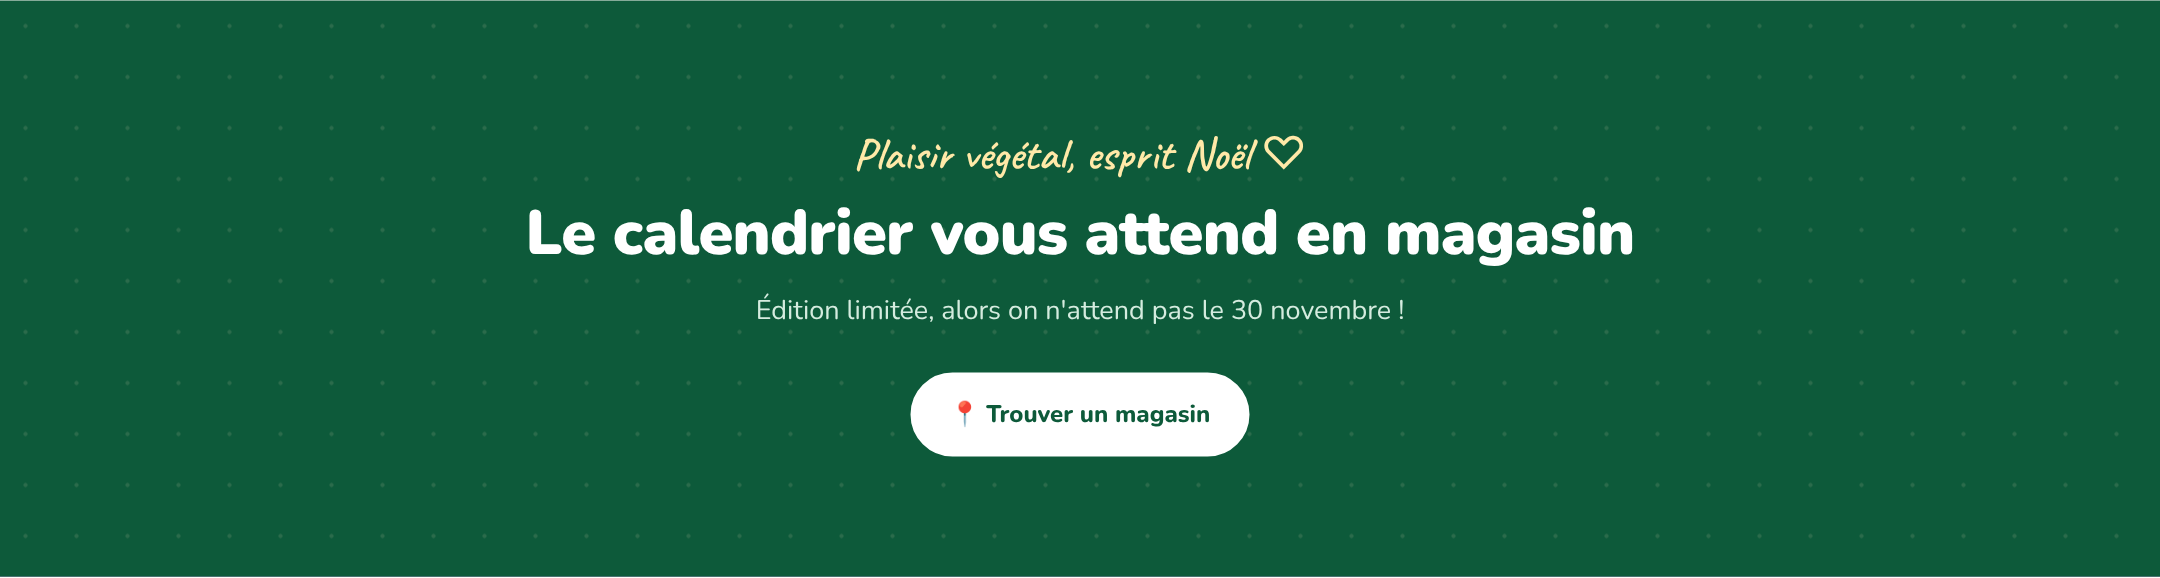 Plaisir végétal, esprit Noël ♡
Le calendrier vous attend en magasin
Édition limitée, alors on n'attend pas le 30 novembre !
📍 Trouver un magasin